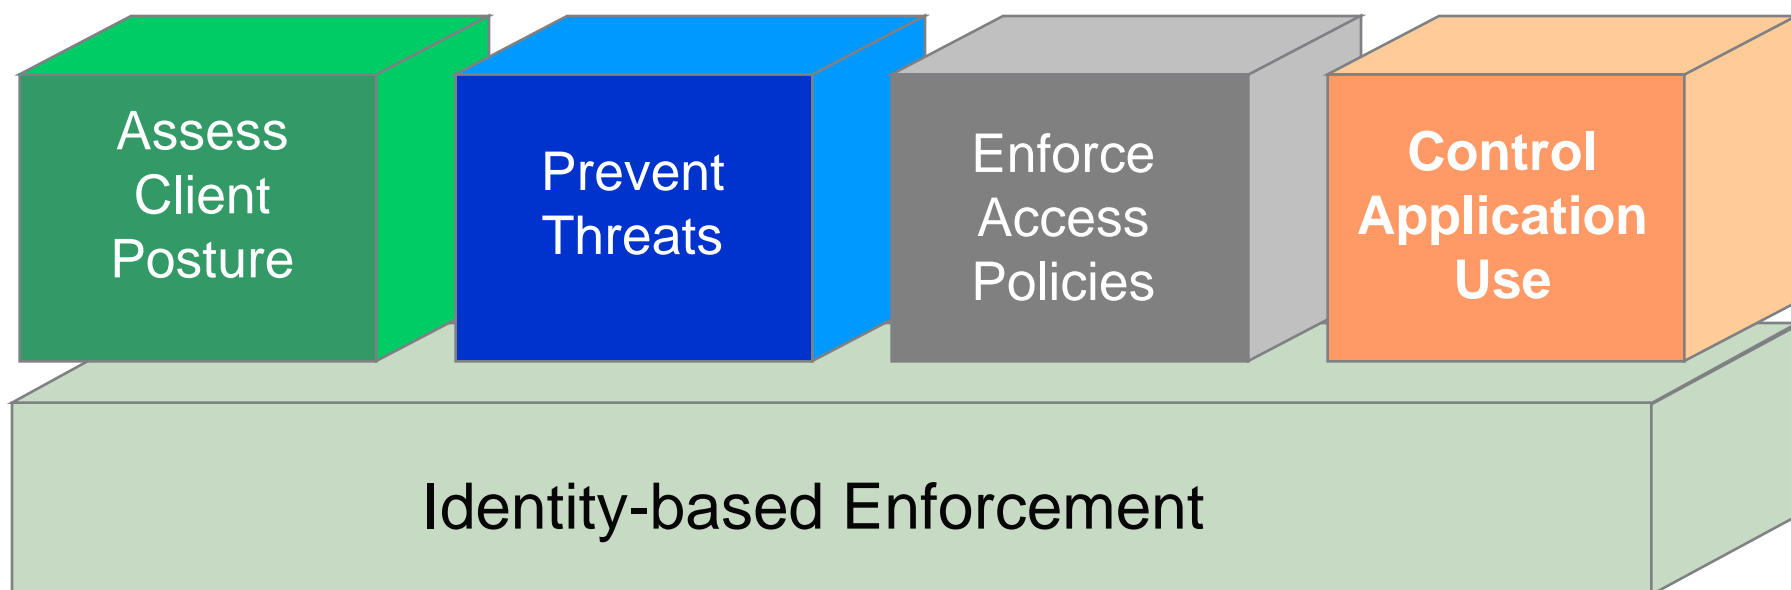 Assess
Client
Posture
Prevent
Threats
Enforce
Access
Policies
Control
Application
Use
Identity-based Enforcement